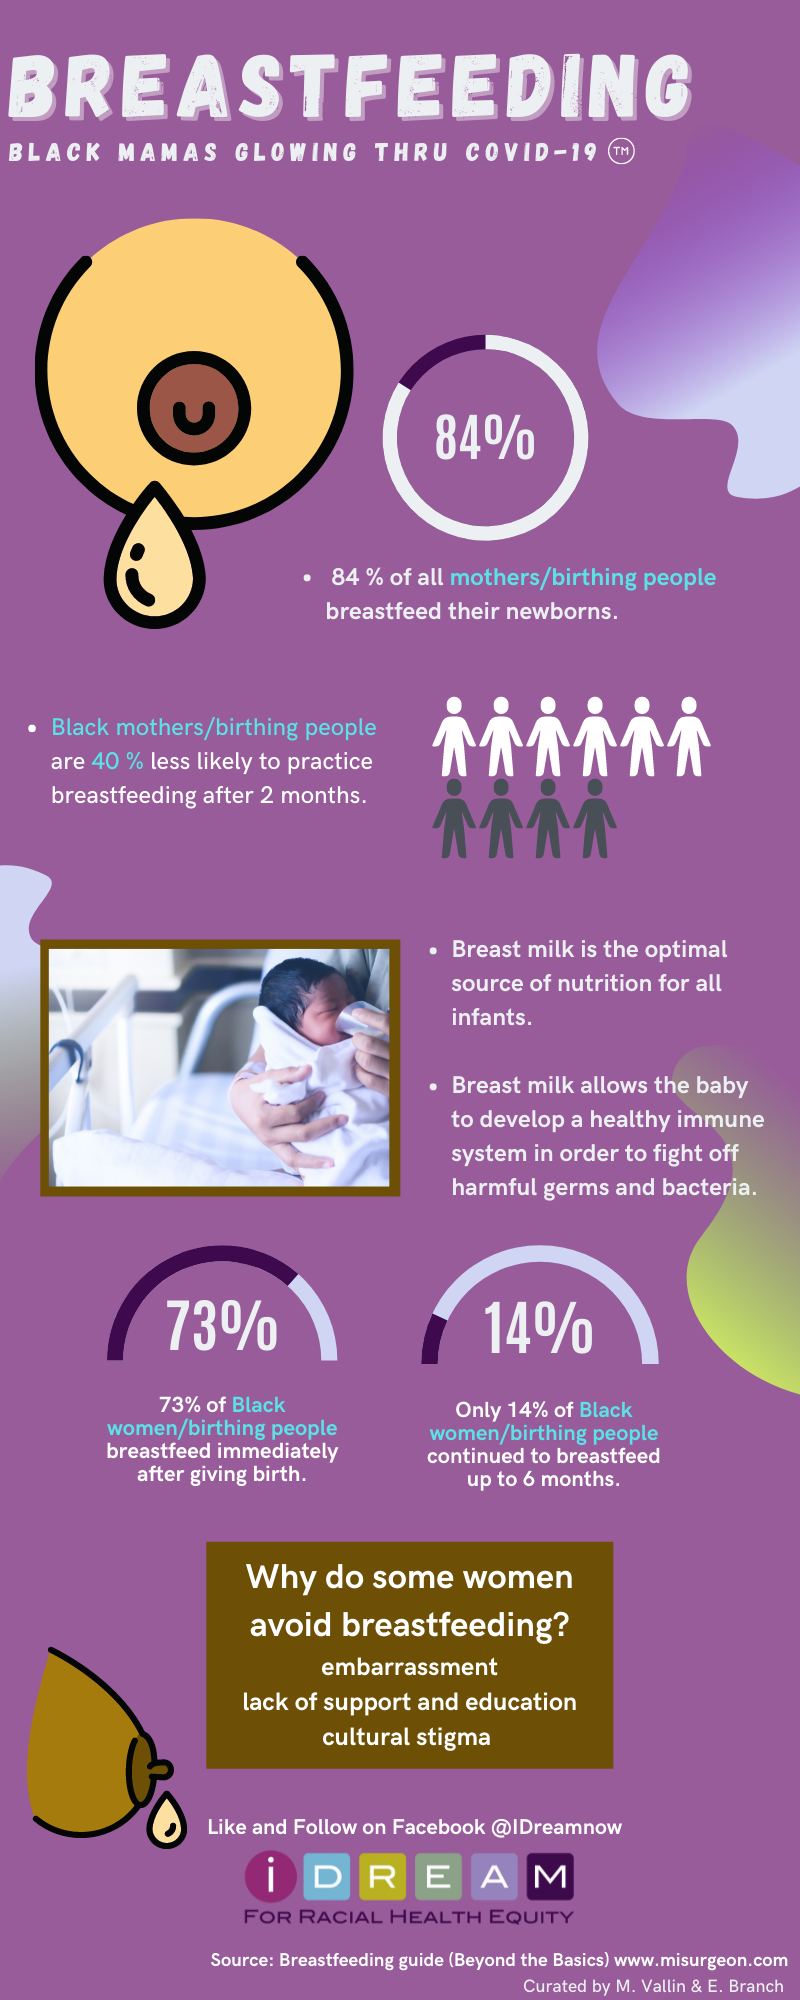 BREASTFEEDING
BLACK MAMAS GLOWING THRU COVID-19 TM
84%
• 84 % of all mothers/birthing people
breastfeed their newborns.
• Black mothers/birthing people
are 40 % less likely to practice
breastfeeding after 2 months.
• Breast milk is the optimal
source of nutrition for all
infants.
• Breast milk allows the baby
to develop a healthy immune
system in order to fight off
harmful germs and bacteria.
73%
73% of Black
women/birthing people
breastfeed immediately
after giving birth.
14%
Only 14% of Black
women/birthing people
continued to breastfeed
up to 6 months.
Why do some women
avoid breastfeeding?
embarrassment
lack of support and education
cultural stigma
Like and Follow on Facebook @IDreamnow
iDREAM
FOR RACIAL HEALTH EQUITY
Source: Breastfeeding guide (Beyond the Basics) www.misurgeon.com
Curated by M. Vallin & E. Branch